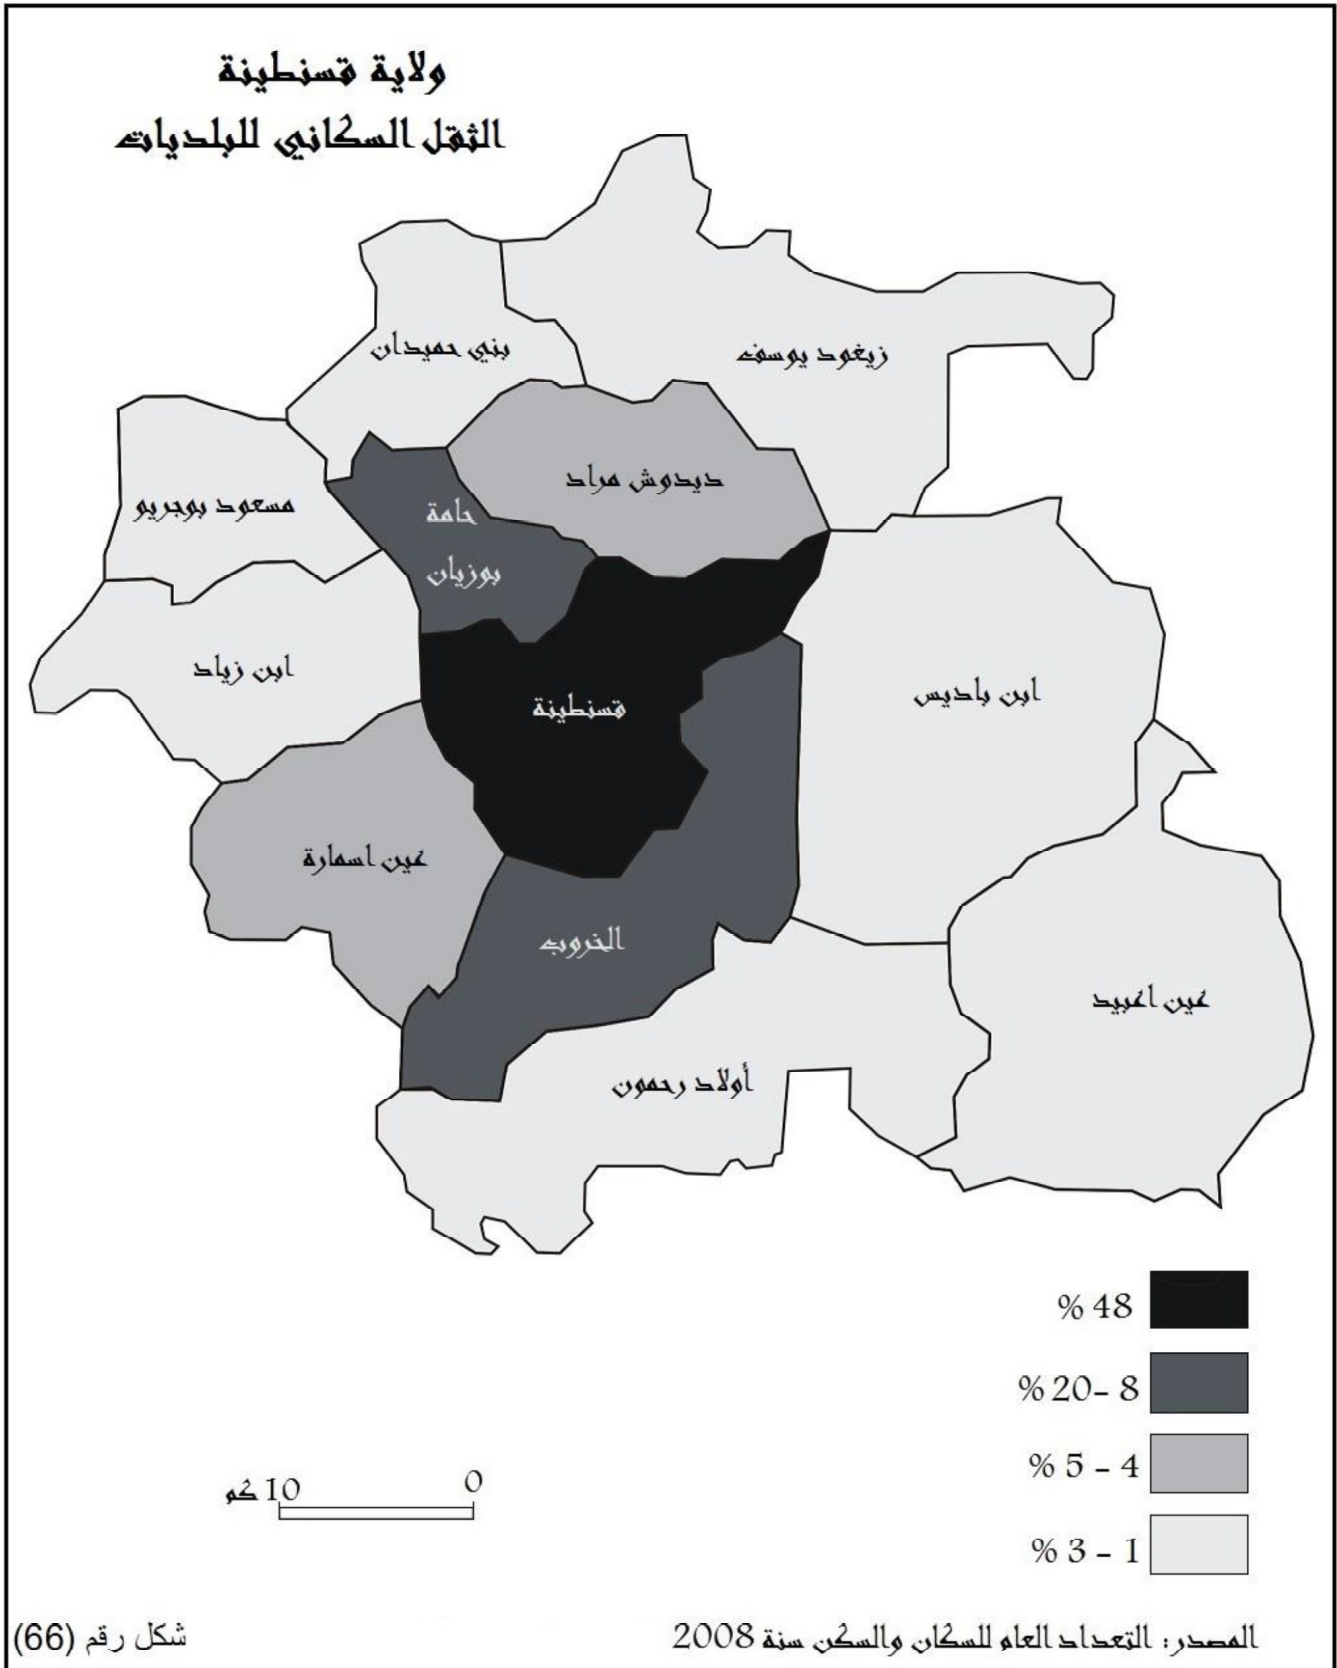 ولاية قسنطينة
الثقل السكاني للبلديات
بني حميدان
زيغود يوسف
ديدوش مراد
مسعود بوجريو
حامة
بوزيان
ابن زياد
قسنطينة
ابن باديس
عين اسمارة
الخروب
عين اعبيد
أولاد رحمون
48 %
8 - 20 %
4 - 5 %
1 - 3 %
0
10 كم
المصدر: التعداد العام للسكان والسكن سنة 2008
شكل رقم (66)